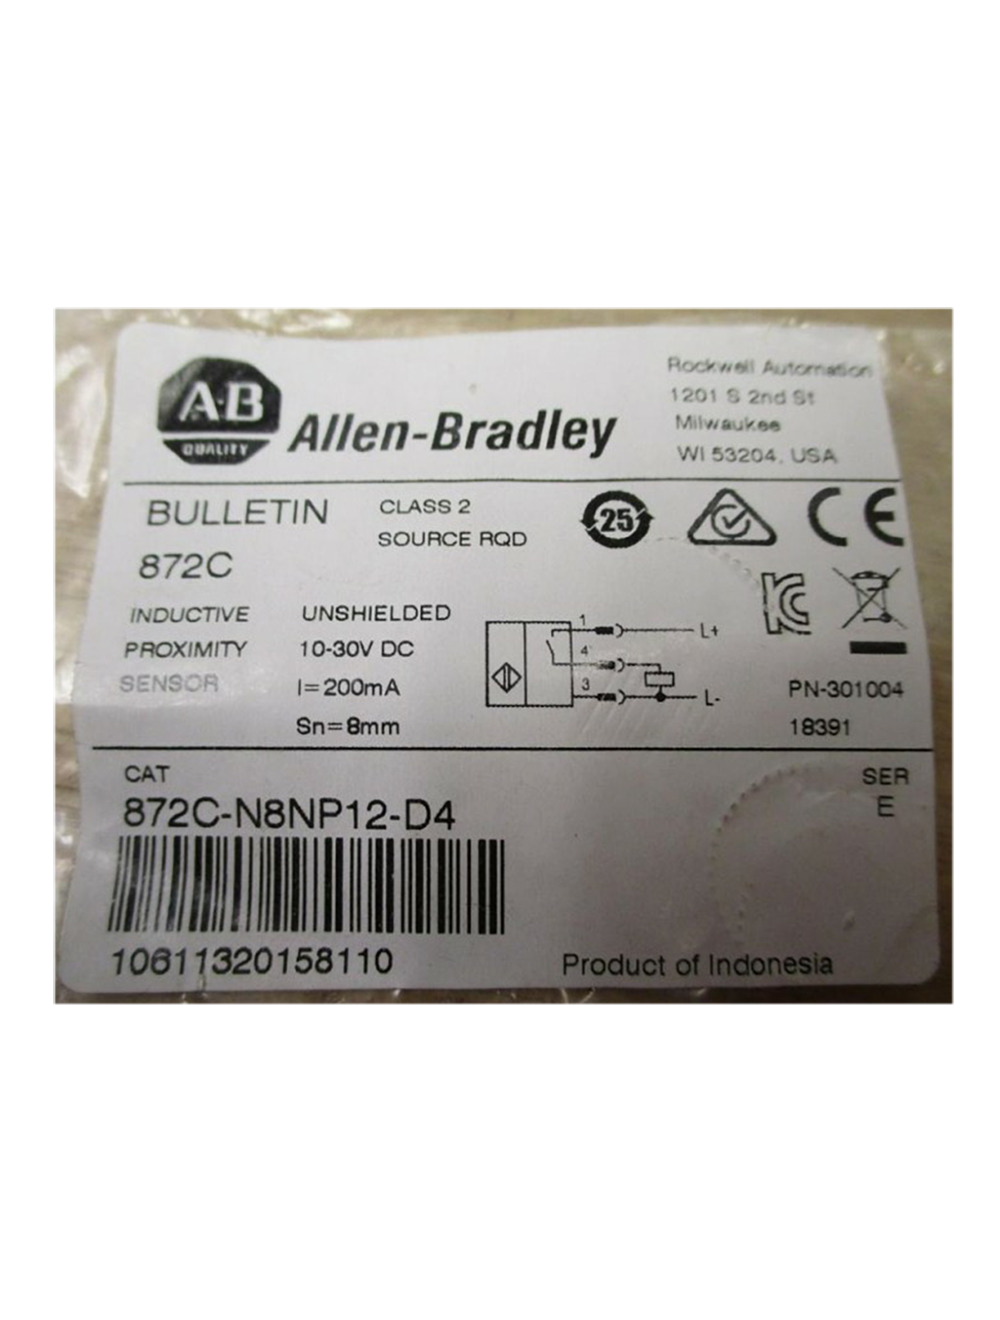 A·B
QUALITY
Allen-Bradley
Rockwell Automation
1201 S 2nd St
Milwaukee
WI 53204, USA
BULLETIN
872C
CLASS 2
SOURCE RQD
25
CE
KC
INDUCTIVE
PROXIMITY
SENSOR
UNSHIELDED
10-30V DC
I=200mA
Sn=8mm
1
L+
4
3
L-
PN-301004
18391
CAT
872C-N8NP12-D4
SER
E
10611320158110
Product of Indonesia